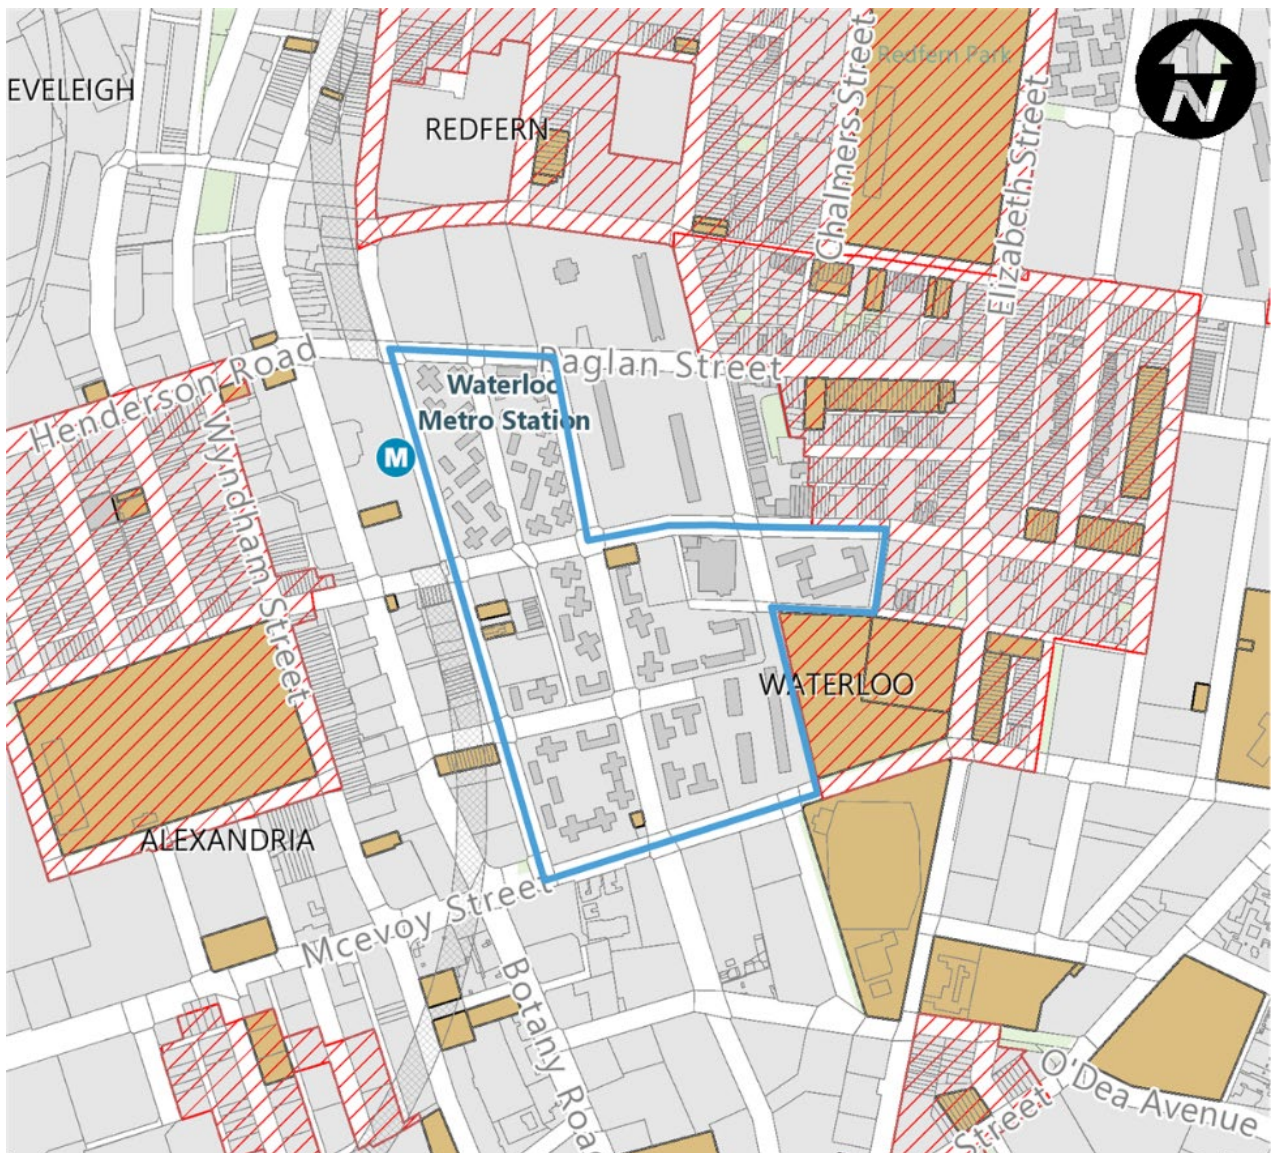 Redfern Park
N
EVELEIGH
REDFERN
Chalmers Street
Elizabeth Street
Henderson Road
Raglan Street
Waterloo
Metro Station
M
Wyndham Street
WATERLOO
ALEXANDRIA
Mcevoy Street
Botany Roa
O'Dea Avenue
Street